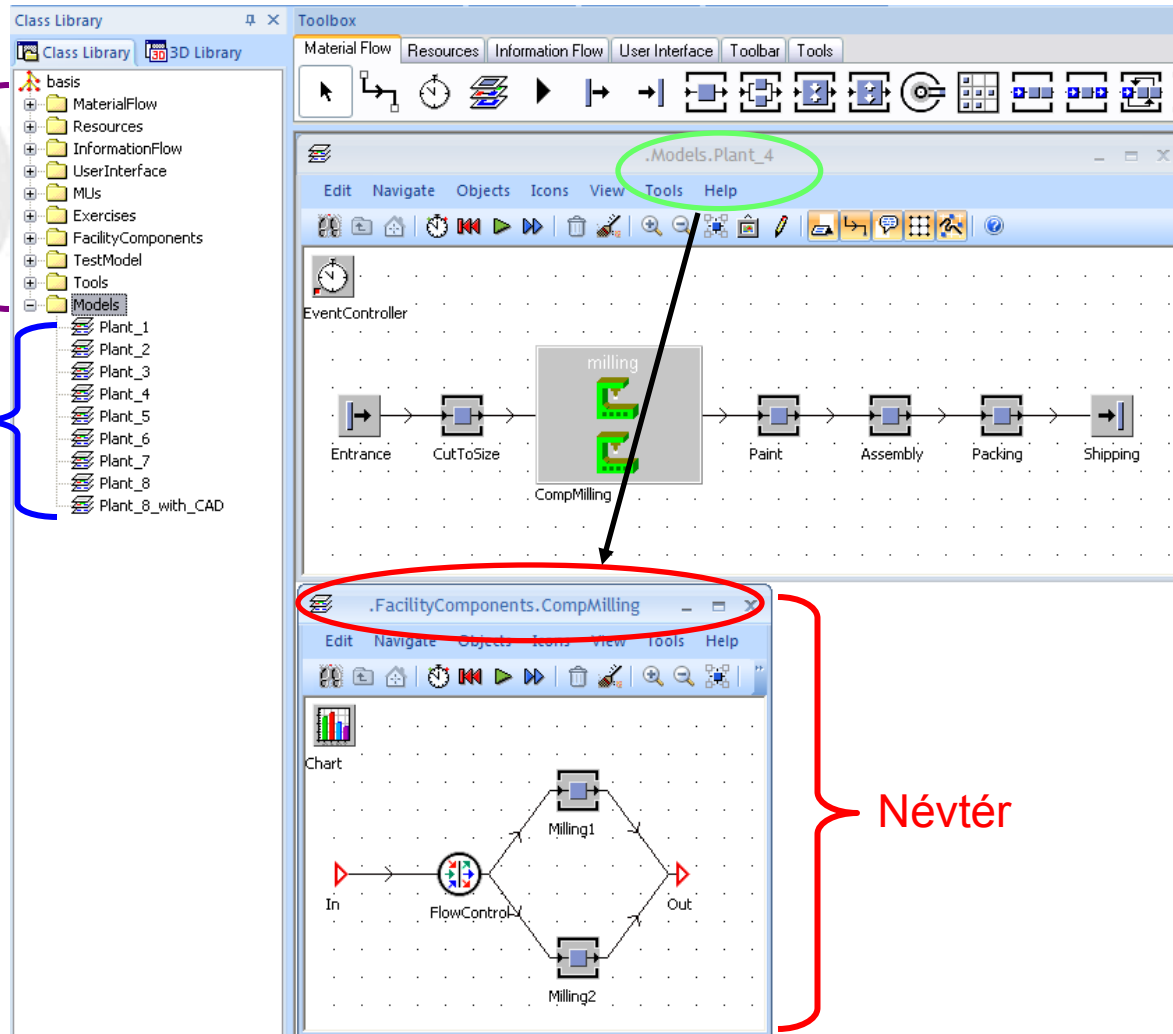 Class Library
Class Library 3D Library
basis
MaterialFlow
Resources
InformationFlow
UserInterface
MUs
Exercises
FacilityComponents
TestModel
Tools
Models
Plant_1
Plant_2
Plant_3
Plant_4
Plant_5
Plant_6
Plant_7
Plant_8
Plant_8_with_CAD
Toolbox
Material Flow Resources Information Flow User Interface Toolbar Tools
.Models.Plant_4
Edit Navigate Objects Icons View Tools Help
EventController
milling
Entrance CutToSize Paint Assembly Packing Shipping
CompMilling
.FacilityComponents.CompMilling
Edit Navigate Objects Icons View Tools Help
Chart
Milling1
In FlowControl Out
Milling2
Névtér